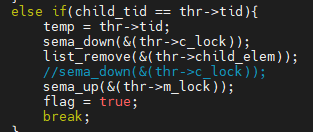 else if(child_tid == thr->tid){
temp = thr->tid;
sema_down(&(thr->c_lock));
list_remove(&(thr->child_elem));
//sema_down(&(thr->c_lock));
sema_up(&(thr->m_lock));
flag = true;
break;
}